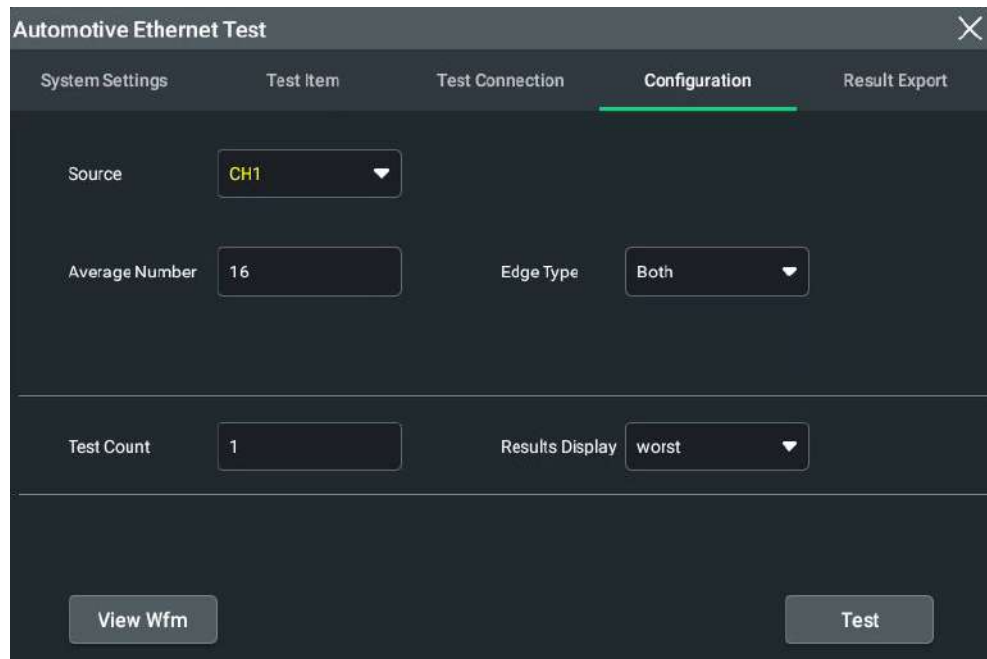 Automotive Ethernet Test
System Settings Test Item Test Connection Configuration Result Export
Source CH1
Average Number 16 Edge Type Both
Test Count 1 Results Display worst
View Wfm Test